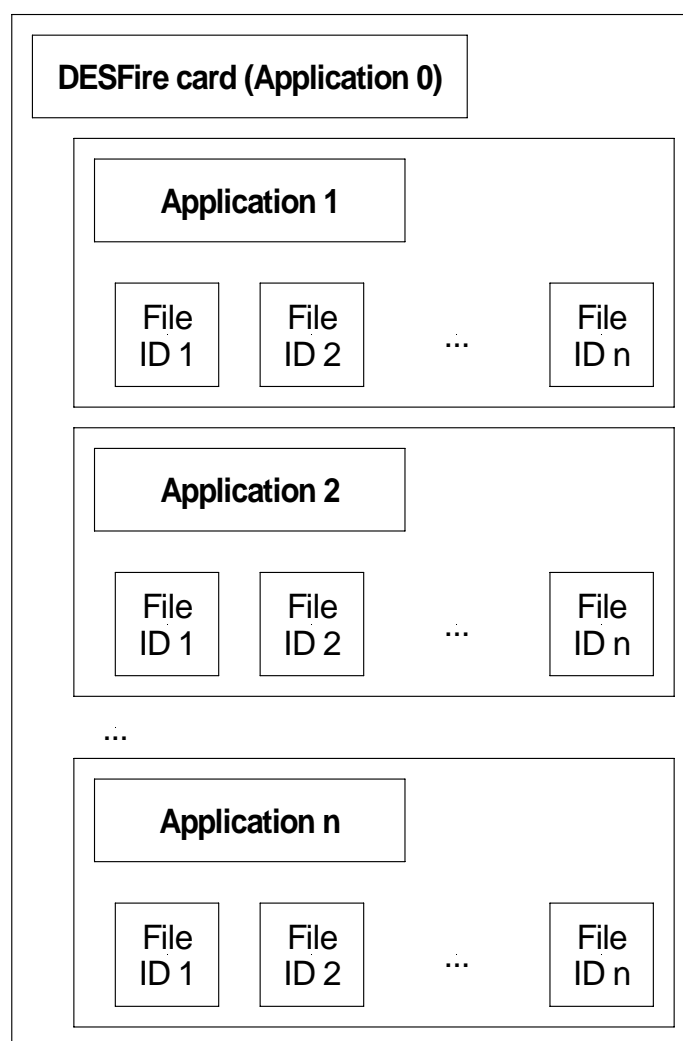 DESFire card (Application 0)
Application 1
File
ID 1
File
ID 2
...
File
ID n
Application 2
File
ID 1
File
ID 2
...
File
ID n
...
Application n
File
ID 1
File
ID 2
...
File
ID n